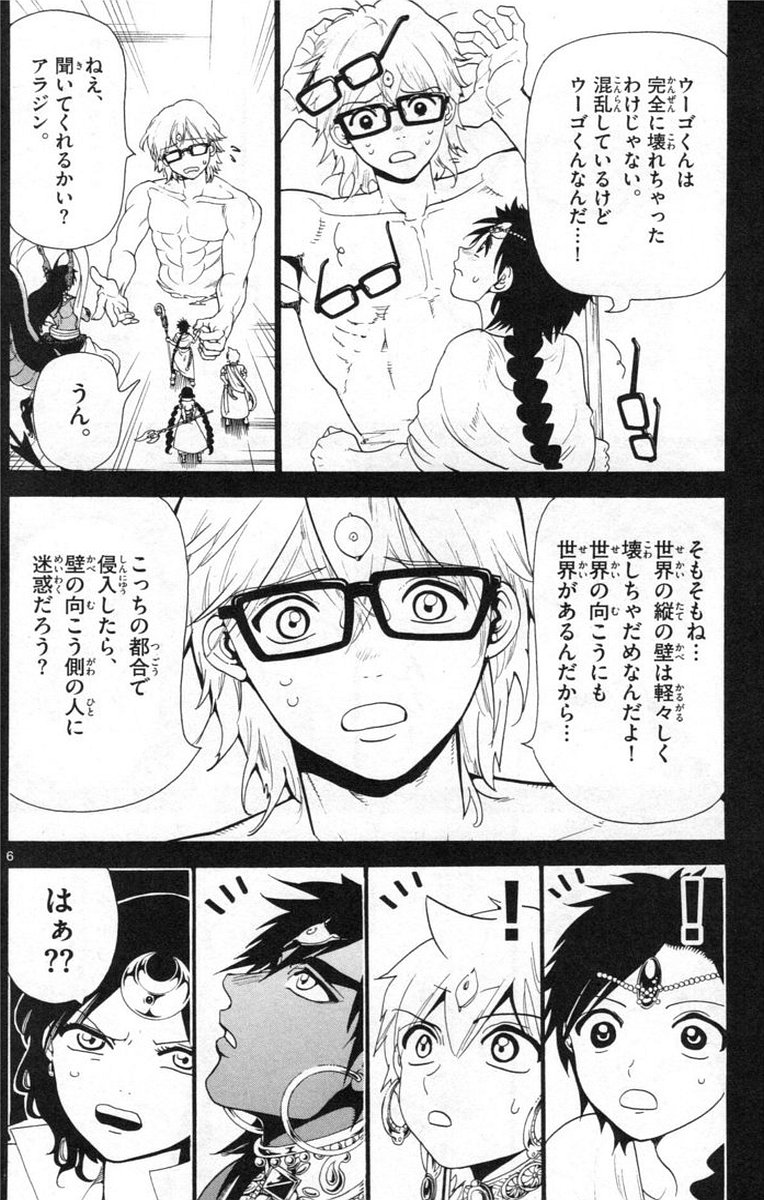 ウーゴくんは
完全に壊れちゃった
わけじゃない。
混乱しているけど
ウーゴくんなんだ…！
ねえ、
聞いてくれるかい？
アラジン。
うん。
そもそもね…
世界の縦の壁は軽々しく
壊しちゃだめなんだよ！
世界の向こうにも
世界があるんだから…
こっちの都合で
侵入したら、
壁の向こう側の人に
迷惑だろう？
!
!
はぁ??
6